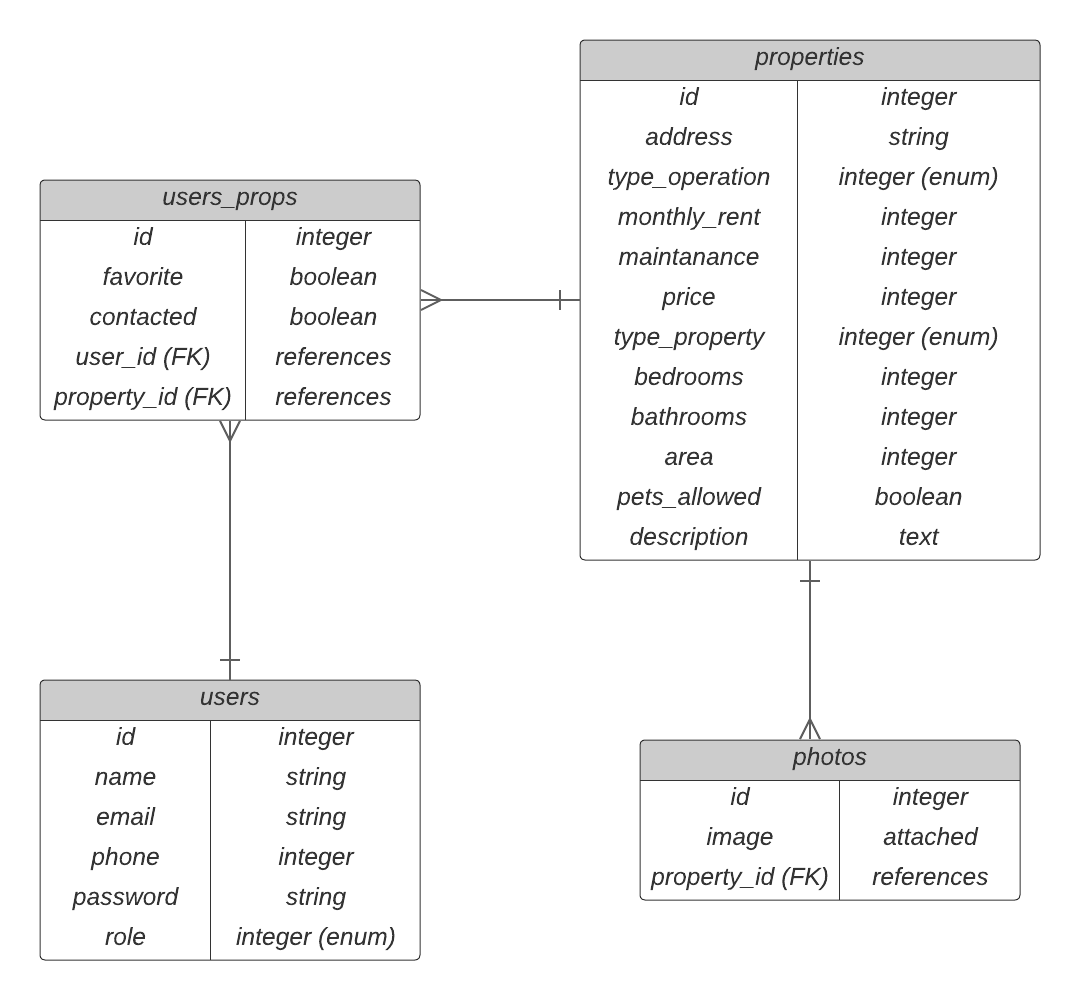 properties
id integer
address string
type_operation integer (enum)
monthly_rent integer
maintanance integer
price integer
type_property integer (enum)
bedrooms integer
bathrooms integer
area integer
pets_allowed boolean
description text
users_props
id integer
favorite boolean
contacted boolean
user_id (FK) references
property_id (FK) references
users
id integer
name string
email string
phone integer
password string
role integer (enum)
photos
id integer
image attached
property_id (FK) references